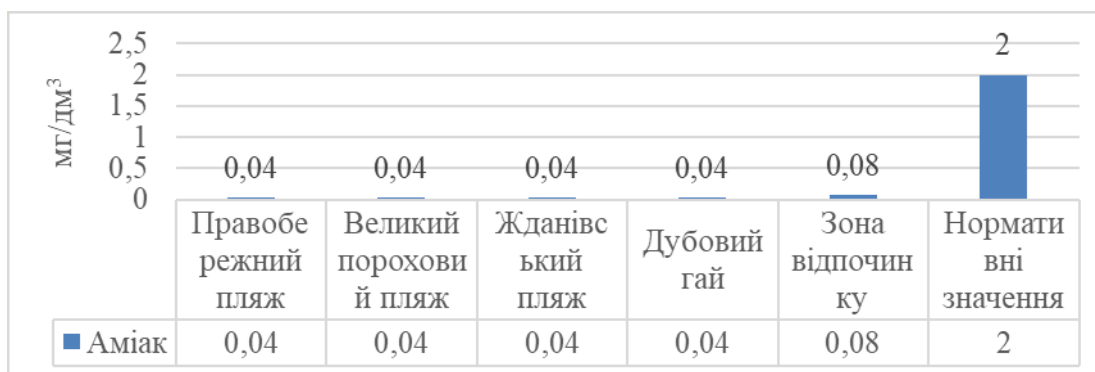 2,5
2
1,5
1
0,5
0
мг/дм³
0,04
0,04
0,04
0,04
0,08
2
Правобе
режний
пляж
Великий
порохови
й пляж
Жданівс
ький
пляж
Дубовий
гай
Зона
відпочин
ку
Нормати
вні
значення
Аміак 0,04 0,04 0,04 0,04 0,08 2